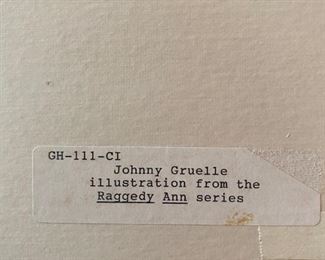 GH-111-CI
Johnny Gruelle
illustration from the
Raggedy Ann series